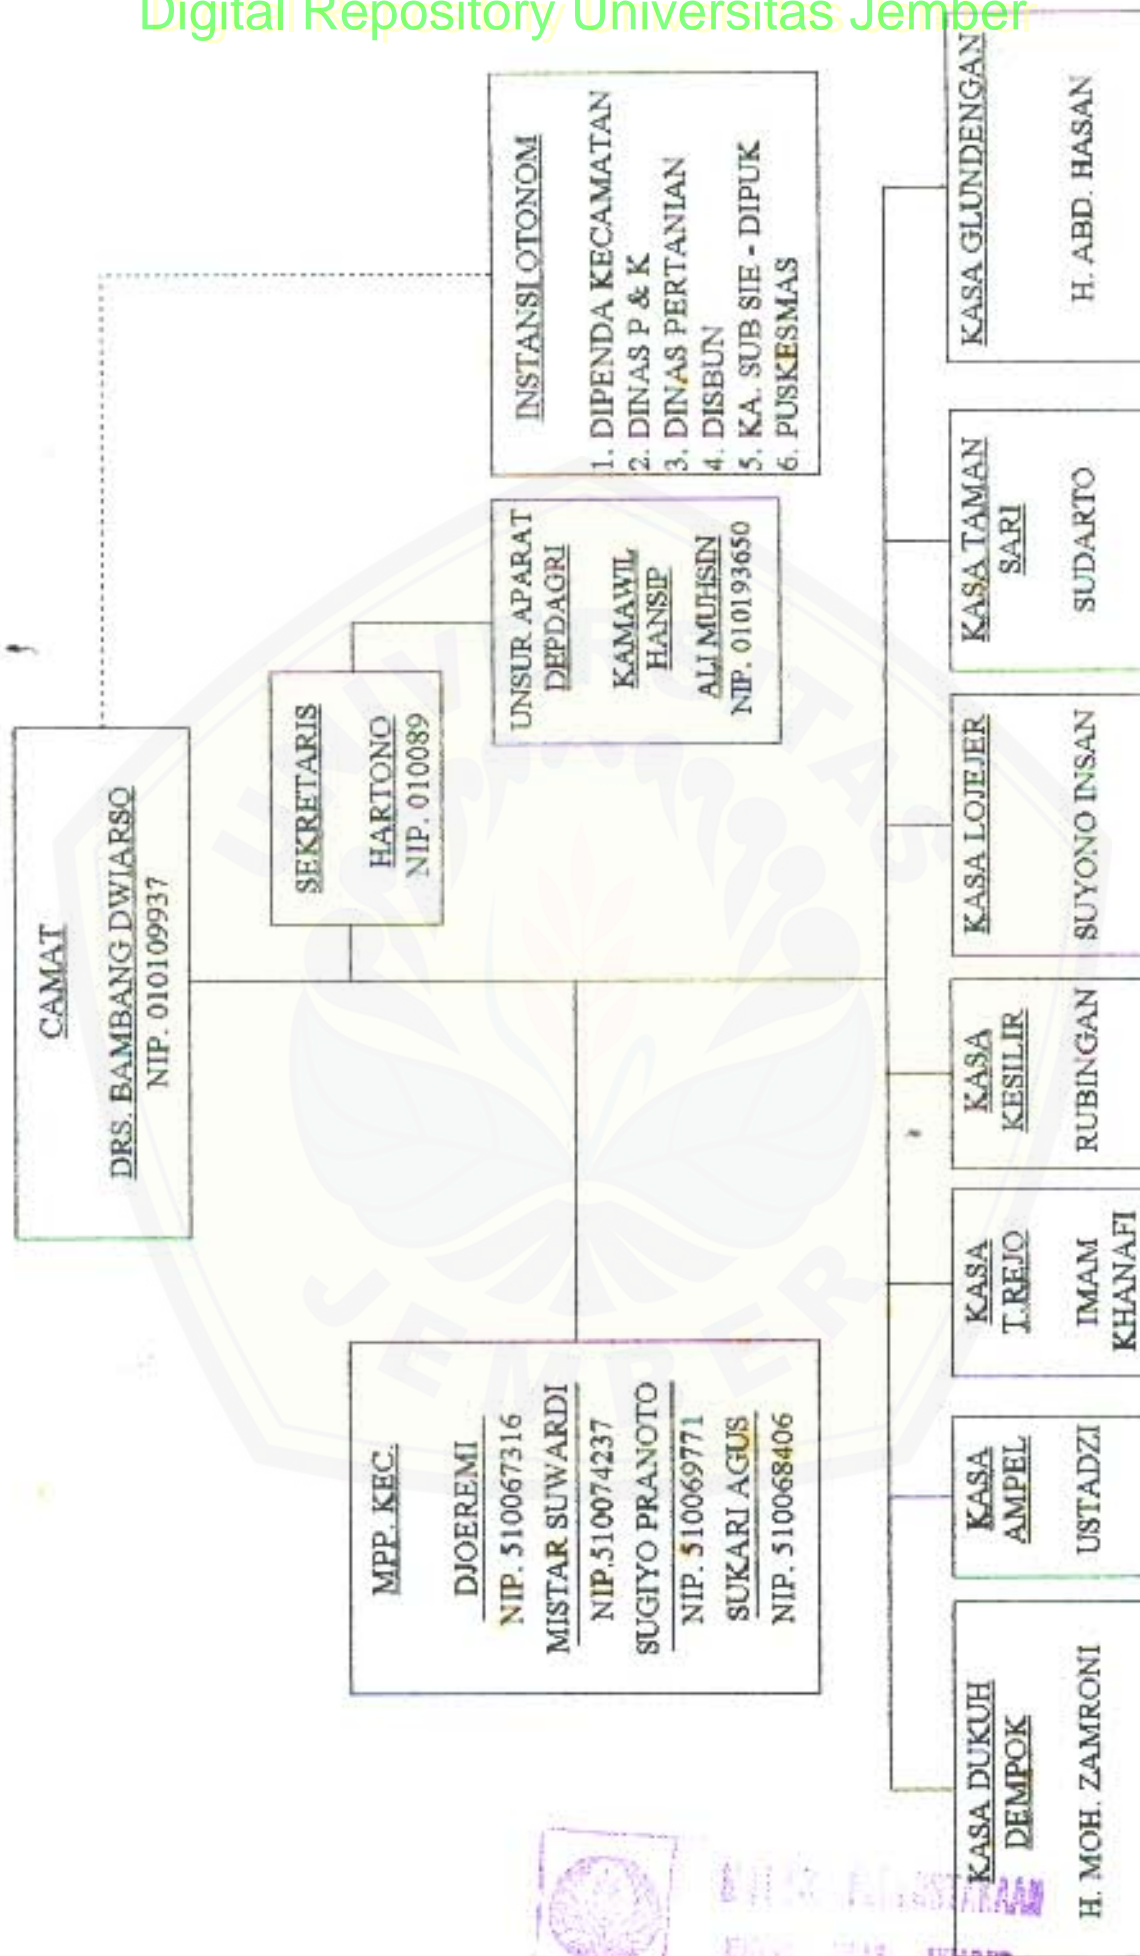 Digital Repository Universitas Jember
CAMAT
DRS. BAMBANG DWIARSO
NIP. 010109937
SEKRETARIS
HARTONO
NIP. 010089
UNSUR APARAT
DEPDAGRI
KAMAWIL
HANSIP
ALI MUHSIN
NIP. 010193650
INSTANSI OTONOM
1. DIPENDA KECAMATAN
2. DINAS P & K
3. DINAS PERTANIAN
4. DISBUN
5. KA. SUB SIE - DIPUK
6. PUSKESMAS
MPP. KEC.
DJOEREMI
NIP. 510067316
MISTAR SUWARDI
NIP.510074237
SUGIYO PRANOTO
NIP. 510069771
SUKARI AGUS
NIP. 510068406
KASA DUKUH
DEMPOK
H. MOH. ZAMRONI
KASA
AMPEL
USTADZI
KASA
T.REJO
IMAM
KHANAFI
KASA
KESILIR
RUBINGAN
KASA LOJEJER
SUYONO INSAN
KASA TAMAN
SARI
SUDARTO
KASA GLUNDENGAN
H. ABD. HASAN
UNIVERSITAS
JEMBER